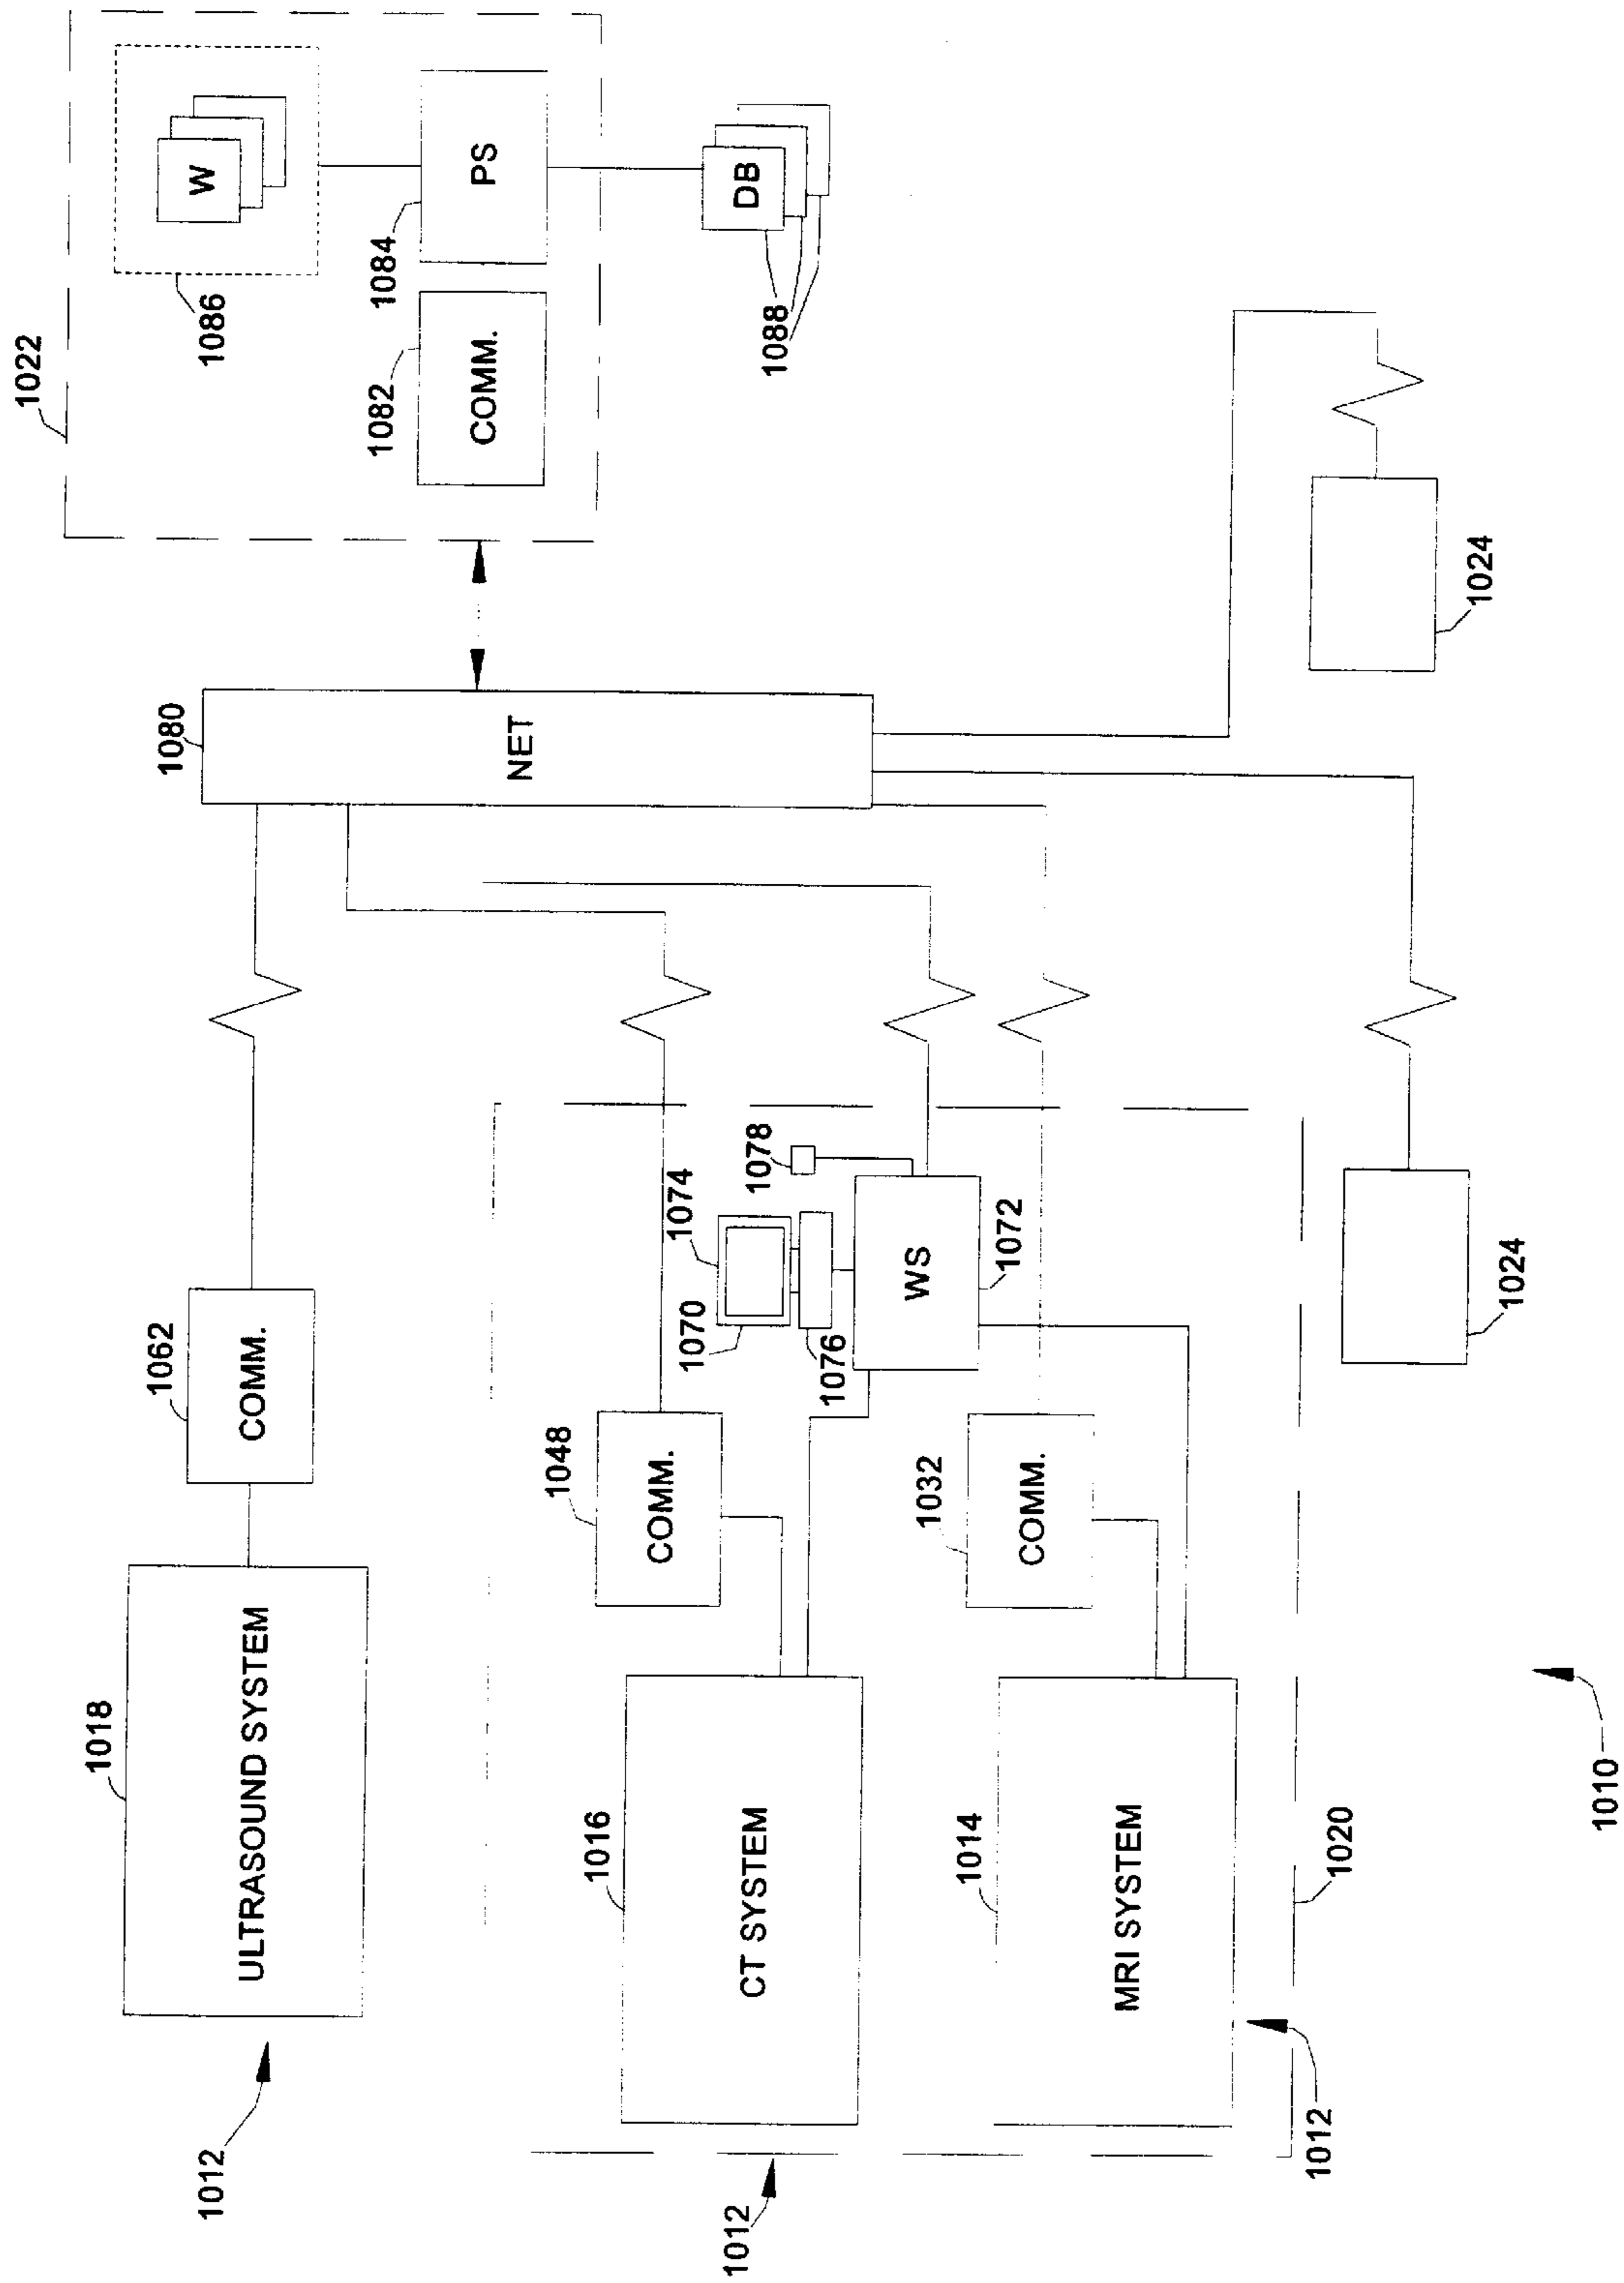 1018
ULTRASOUND SYSTEM
1012
1062
COMM.
1080
NET
1022
1086
W
1084
PS
1082
COMM.
DB
1088
1016
CT SYSTEM
1012
1048
COMM.
1070
1074
1076
1078
WS
1072
1014
MRI SYSTEM
1012
1032
COMM.
1020
1024
1024
1010